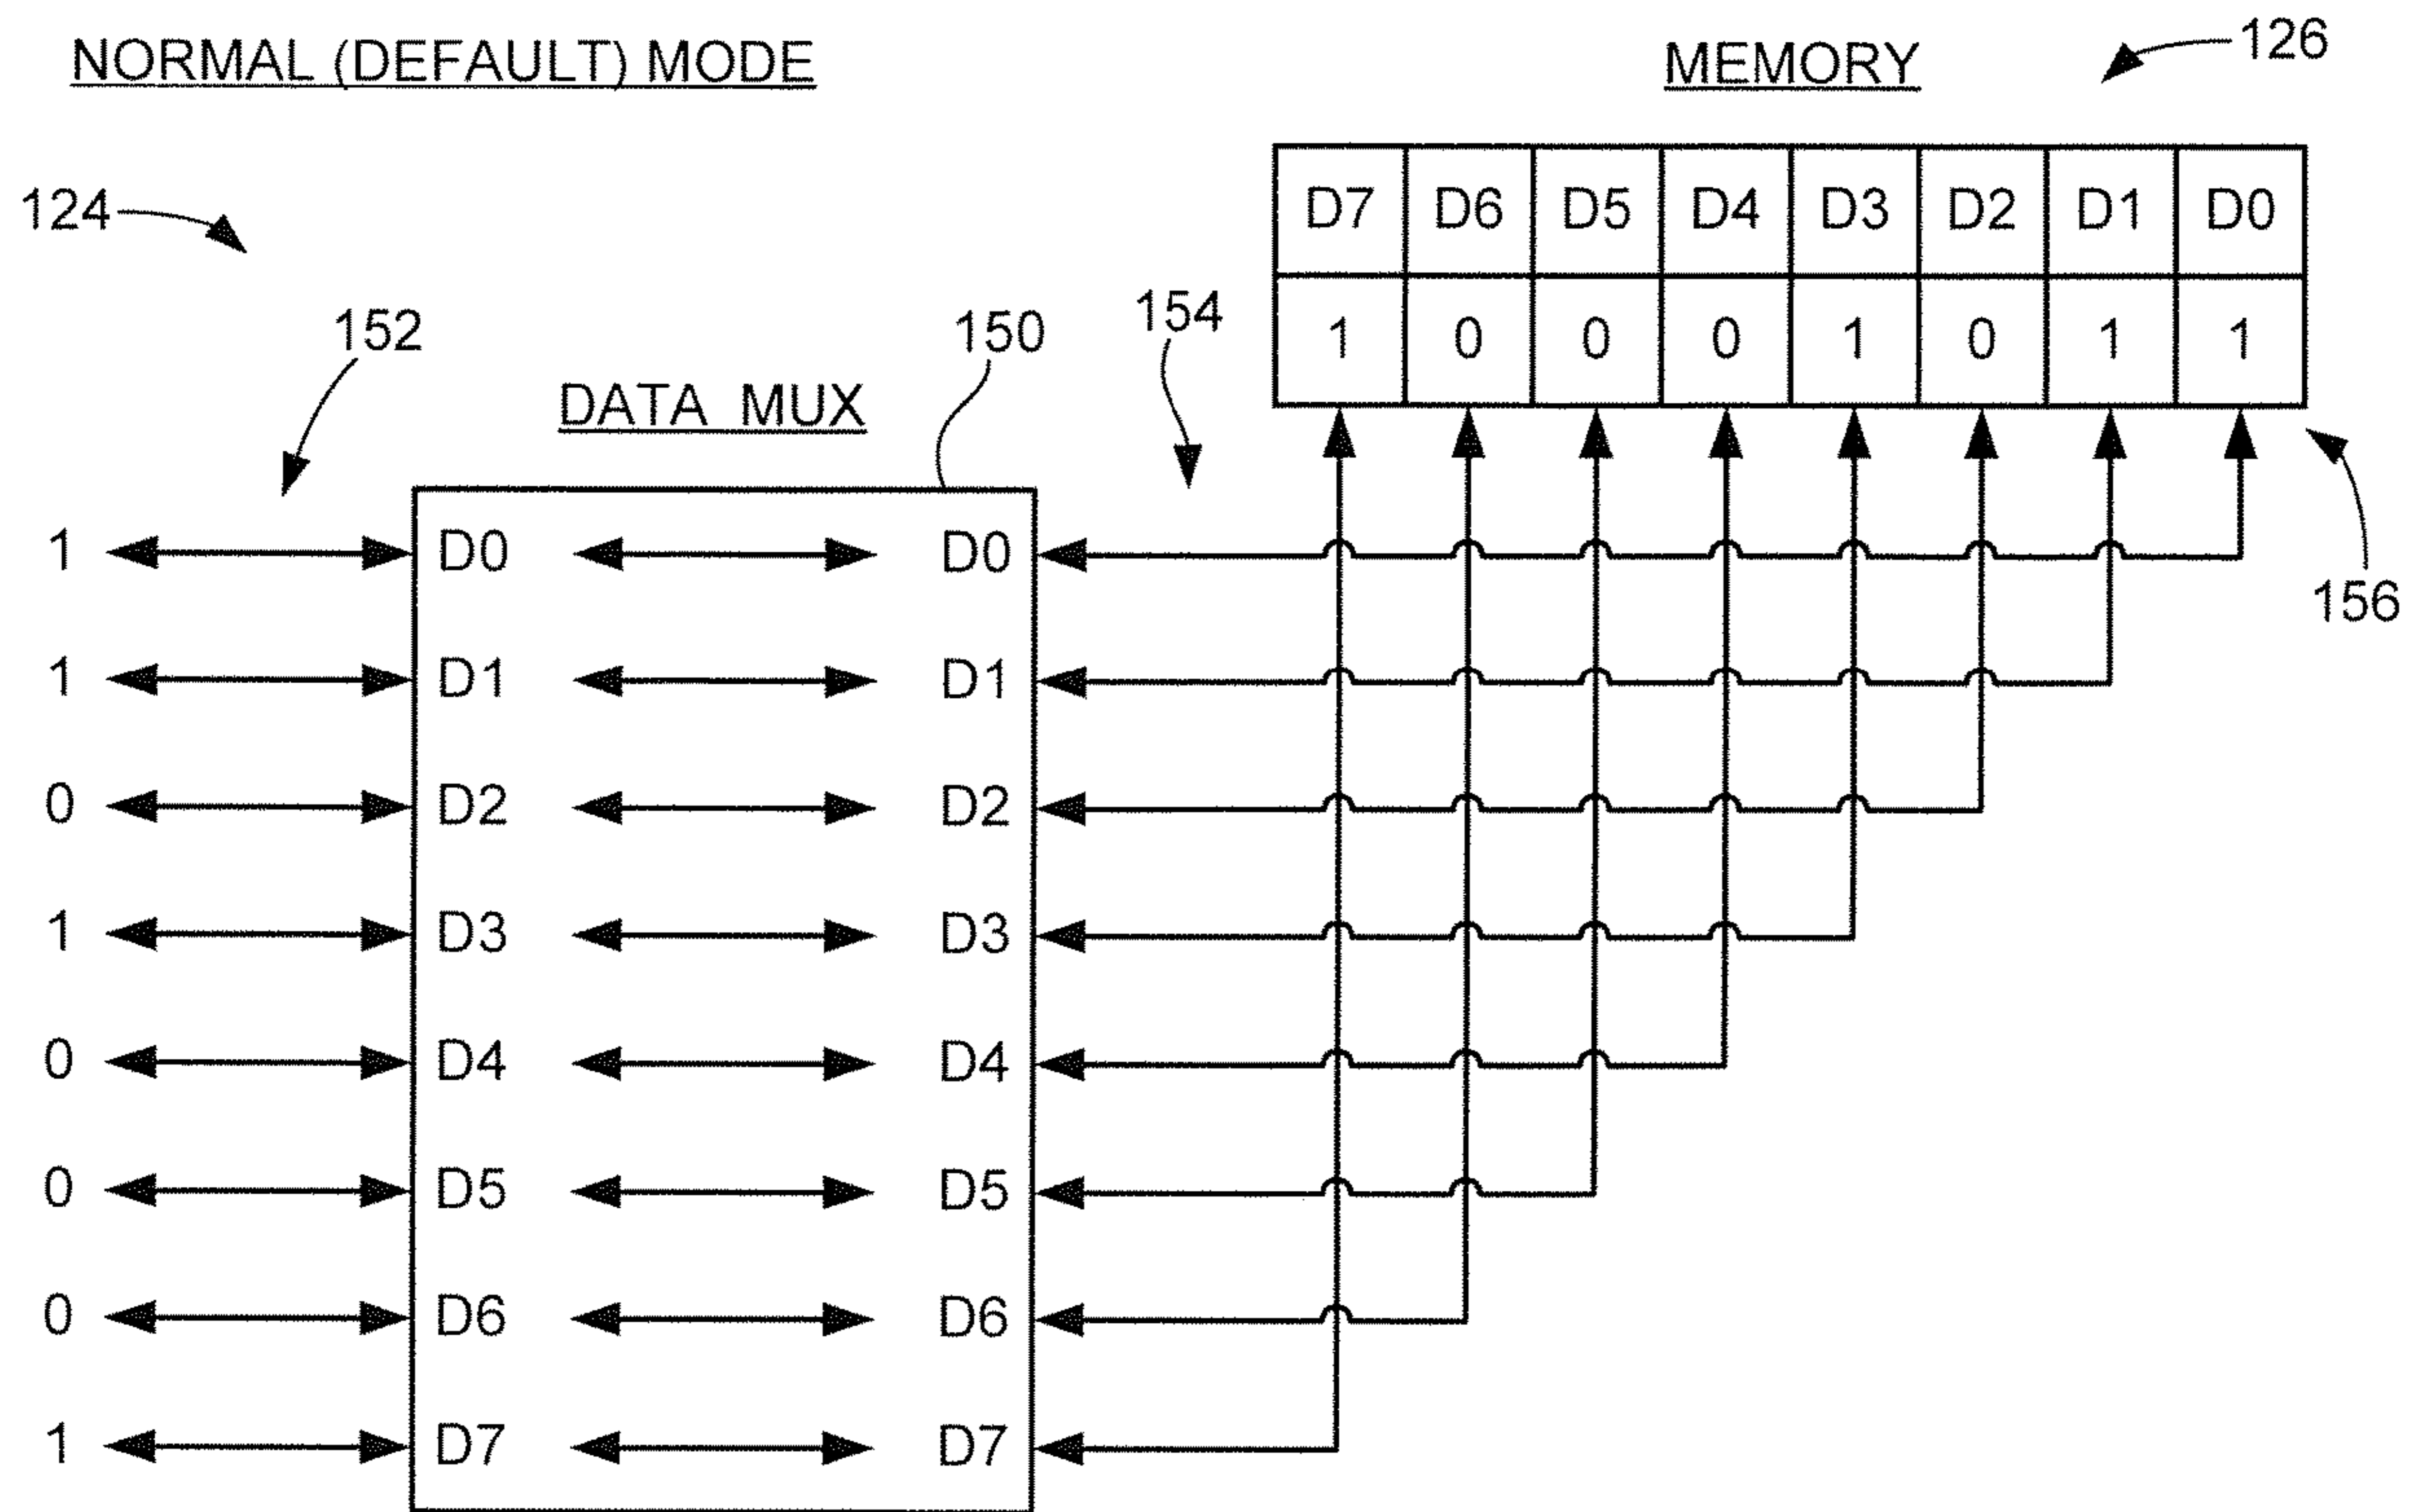 NORMAL (DEFAULT) MODE
MEMORY
126
124
D7 D6 D5 D4 D3 D2 D1 D0
1 0 0 0 1 0 1 1
152
150
154
DATA MUX
156
1 D0 D0
1 D1 D1
0 D2 D2
1 D3 D3
0 D4 D4
0 D5 D5
0 D6 D6
1 D7 D7